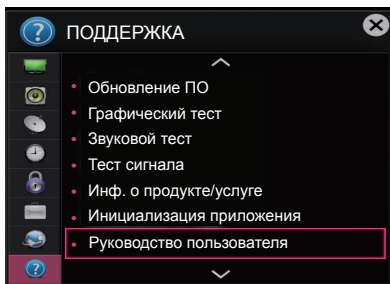 ПОДДЕРЖКА
• Обновление ПО
• Графический тест
• Звуковой тест
• Тест сигнала
• Инф. о продукте/услуге
• Инициализация приложения
• Руководство пользователя